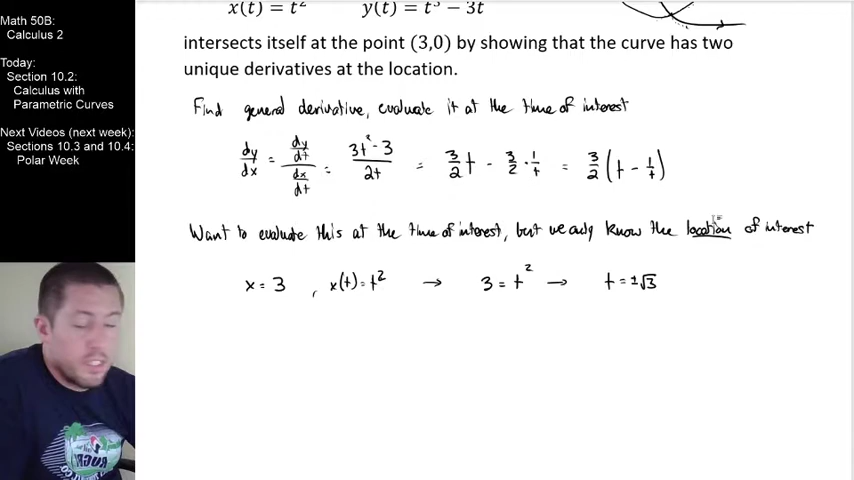 Math 50B:
Calculus 2
Today:
Section 10.2:
Calculus with
Parametric Curves
Next Videos (next week):
Sections 10.3 and 10.4:
Polar Week
x(t) = t² y(t) = t³ − 3t
intersects itself at the point (3,0) by showing that the curve has two
unique derivatives at the location.
Find general derivative, evaluate it at the time of interest
dy/dx = (dy/dt)/(dx/dt) = (3t² - 3)/(2t) = 3/2 t - 3/2 · 1/t = 3/2 (t - 1/t)
Want to evaluate this at the time of interest, but we only know the location of interest
x = 3 , x(t) = t² → 3 = t² → t = ±√3